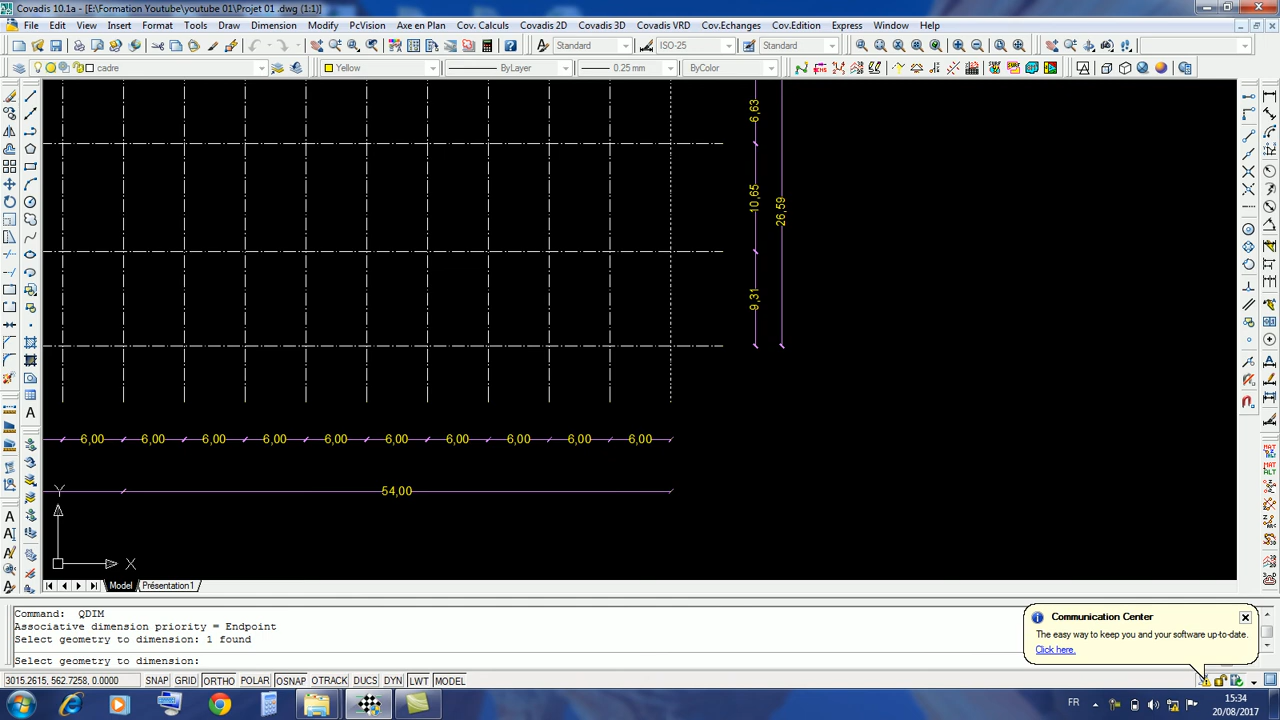 Covadis 10.1a - [E:\Formation Youtube\youtube 01\Projet 01 .dwg (1:1)]
File Edit View Insert Format Tools Draw Dimension Modify PcVision Axe en Plan Cov. Calculs Covadis 2D Covadis 3D Covadis VRD Cov.Echanges Cov.Edition Express Window Help
Standard ISO-25 Standard
cadre Yellow ByLayer 0.25 mm ByColor
6,63
10,65
26,59
9,31
6,00 6,00 6,00 6,00 6,00 6,00 6,00 6,00 6,00 6,00
54,00
Y
X
Model Présentation1
Command: QDIM
Associative dimension priority = Endpoint
Select geometry to dimension: 1 found
Select geometry to dimension:
Communication Center
The easy way to keep you and your software up-to-date.
Click here.
3015.2615, 562.7258, 0.0000 SNAP GRID ORTHO POLAR OSNAP OTRACK DUCS DYN LWT MODEL
FR
15:34
20/08/2017